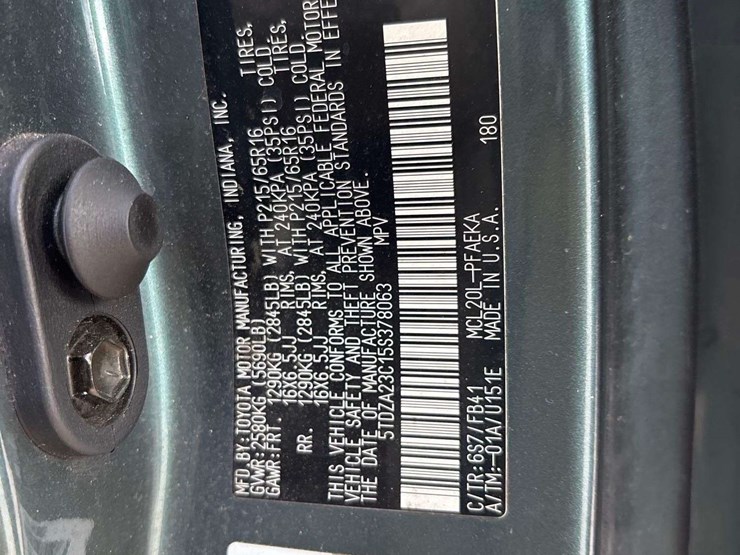 MFD. BY: TOYOTA MOTOR MANUFACTURING, INDIANA, INC.
GVWR: 2580KG (5690LB)
GAWR: FRT. 1290KG (2845LB) WITH P215/65R16 TIRES,
16X6.5JJ RIMS, AT 240KPA (35PSI) COLD.
RR. 1290KG (2845LB) WITH P215/65R16 TIRES,
16X6.5JJ RIMS, AT 240KPA (35PSI) COLD.
THIS VEHICLE CONFORMS TO ALL APPLICABLE FEDERAL MOTOR
VEHICLE SAFETY AND THEFT PREVENTION STANDARDS IN EFFE
THE DATE OF MANUFACTURE SHOWN ABOVE.
5TDZA23C15S378063 MPV
C/TR: 6S7/FB41 MCL20L-PFAEKA 180
A/TM: -01A/U151E MADE IN U.S.A.